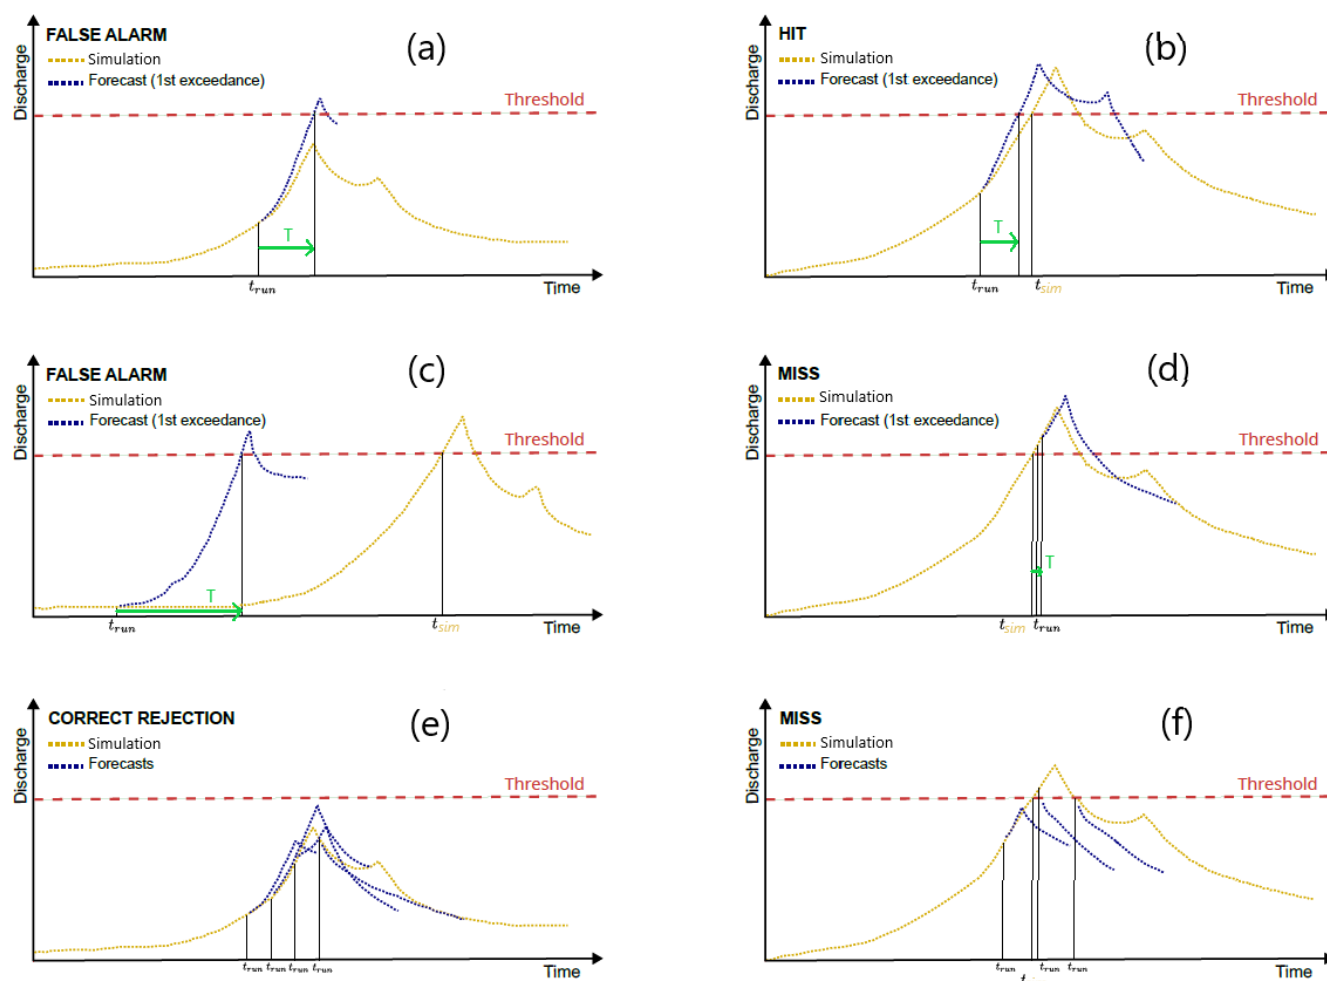 FALSE ALARM
(a)
Simulation
Forecast (1st exceedance)
Discharge
Threshold
T
t_run
Time
HIT
(b)
Simulation
Forecast (1st exceedance)
Discharge
Threshold
T
t_run
t_sim
Time
FALSE ALARM
(c)
Simulation
Forecast (1st exceedance)
Discharge
Threshold
T
t_run
t_sim
Time
MISS
(d)
Simulation
Forecast (1st exceedance)
Discharge
Threshold
T
t_sim
t_run
Time
CORRECT REJECTION
(e)
Simulation
Forecasts
Discharge
Threshold
t_run t_run t_run t_run
Time
MISS
(f)
Simulation
Forecasts
Discharge
Threshold
t_run t_run t_run
Time